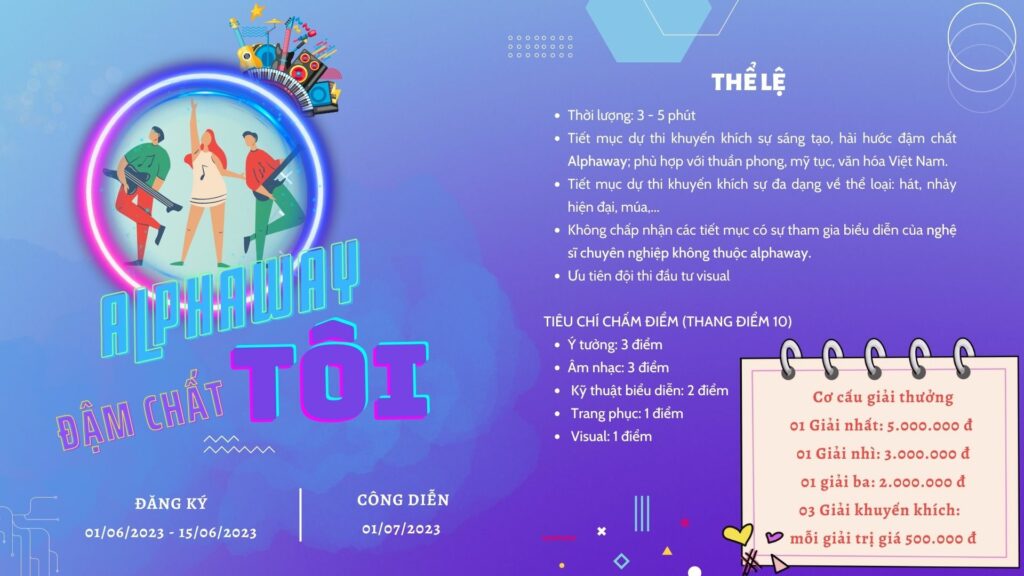 ALPHAWAY
ĐẬM CHẤT TÔI
ĐĂNG KÝ
01/06/2023 - 15/06/2023
CÔNG DIỄN
01/07/2023
THỂ LỆ
Thời lượng: 3 - 5 phút
Tiết mục dự thi khuyến khích sự sáng tạo, hài hước đậm chất
Alphaway; phù hợp với thuần phong, mỹ tục, văn hóa Việt Nam.
Tiết mục dự thi khuyến khích sự đa dạng về thể loại: hát, nhảy
hiện đại, múa,...
Không chấp nhận các tiết mục có sự tham gia biểu diễn của nghệ
sĩ chuyên nghiệp không thuộc alphaway.
Ưu tiên đội thi đầu tư visual
TIÊU CHÍ CHẤM ĐIỂM (THANG ĐIỂM 10)
Ý tưởng: 3 điểm
Âm nhạc: 3 điểm
Kỹ thuật biểu diễn: 2 điểm
Trang phục: 1 điểm
Visual: 1 điểm
Cơ cấu giải thưởng
01 Giải nhất: 5.000.000 đ
01 Giải nhì: 3.000.000 đ
01 giải ba: 2.000.000 đ
03 Giải khuyến khích:
mỗi giải trị giá 500.000 đ